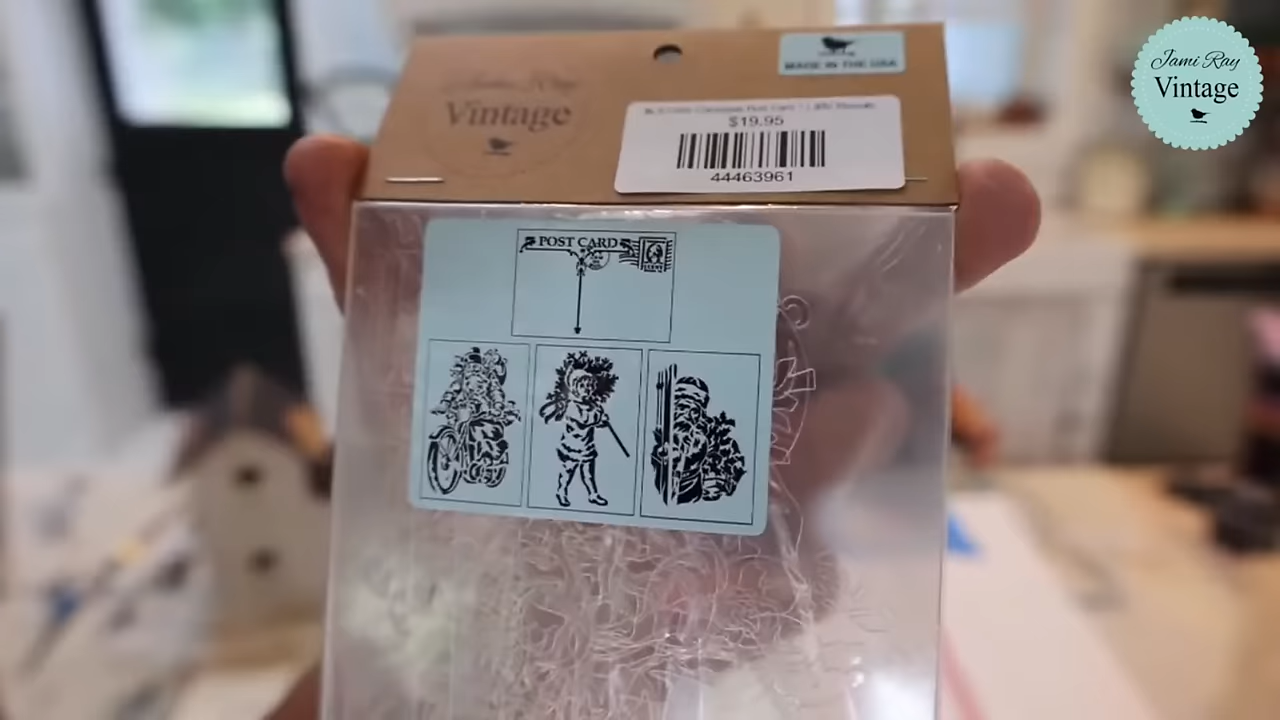 Jami Ray
Vintage
MADE IN THE USA
Vintage
$19.95
44463961
POST CARD